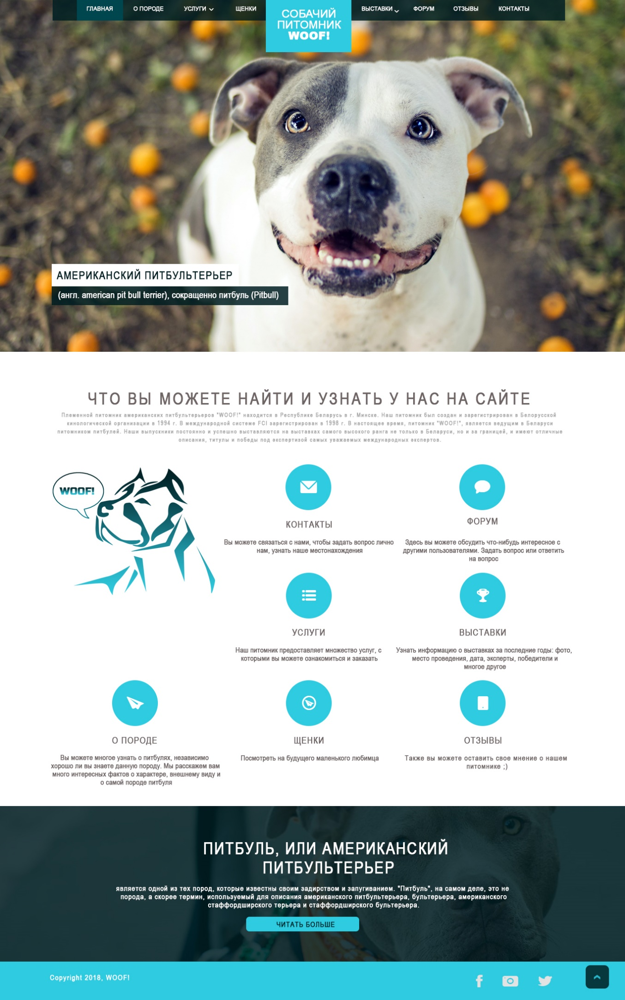 ГЛАВНАЯ
О ПОРОДЕ
УСЛУГИ
ЩЕНКИ
СОБАЧИЙ
ПИТОМНИК
WOOF!
ВЫСТАВКИ
ФОРУМ
ОТЗЫВЫ
КОНТАКТЫ
АМЕРИКАНСКИЙ ПИТБУЛЬТЕРЬЕР
(англ. american pit bull terrier), сокращенно питбуль (Pitbull)
ЧТО ВЫ МОЖЕТЕ НАЙТИ И УЗНАТЬ У НАС НА САЙТЕ
Племенной питомник американских питбультерьеров "WOOF!" находится в Республике Беларусь в г. Минске. Наш питомник был создан и зарегистрирован в Белорусской
кинологической организации в 1994 г. В международной системе FCI зарегистрирован в 1998 г. В настоящее время, питомник "WOOF!", является ведущим в Беларуси
питомником питбулей. Наши выпускники постоянно и успешно выставляются на выставках самого высокого ранга не только в Беларуси, но и за границей, и имеют отличные
описания, титулы и победы под экспертизой самых уважаемых международных экспертов.
WOOF!
КОНТАКТЫ
Вы можете связаться с нами, чтобы задать вопрос лично
нам, узнать наше местонахождения
ФОРУМ
Здесь вы можете обсудить что-нибудь интересное с
другими пользователями. Задать вопрос или ответить
на вопрос
УСЛУГИ
Наш питомник предоставляет множество услуг, с
которыми вы можете ознакомиться и заказать
ВЫСТАВКИ
Узнать информацию о выставках за последние годы: фото,
место проведения, дата, эксперты, победители и
многое другое
О ПОРОДЕ
Вы можете многое узнать о питбулях, независимо
хорошо ли вы знаете данную породу. Мы расскажем вам
много интересных фактов о характере, внешнему виду и
о самой породе питбуля
ЩЕНКИ
Посмотреть на будущего маленького любимца
ОТЗЫВЫ
Также вы можете оставить свое мнение о нашем
питомнике ;)
ПИТБУЛЬ, ИЛИ АМЕРИКАНСКИЙ
ПИТБУЛЬТЕРЬЕР
является одной из тех пород, которые известны своим задирством и запугиванием. "Питбуль", на самом деле, это не
порода, а скорее термин, используемый для описания американского питбультерьера, бультерьера, американского
стаффордширского терьера и стаффордширского бультерьера.
ЧИТАТЬ БОЛЬШЕ
Copyright 2018, WOOF!